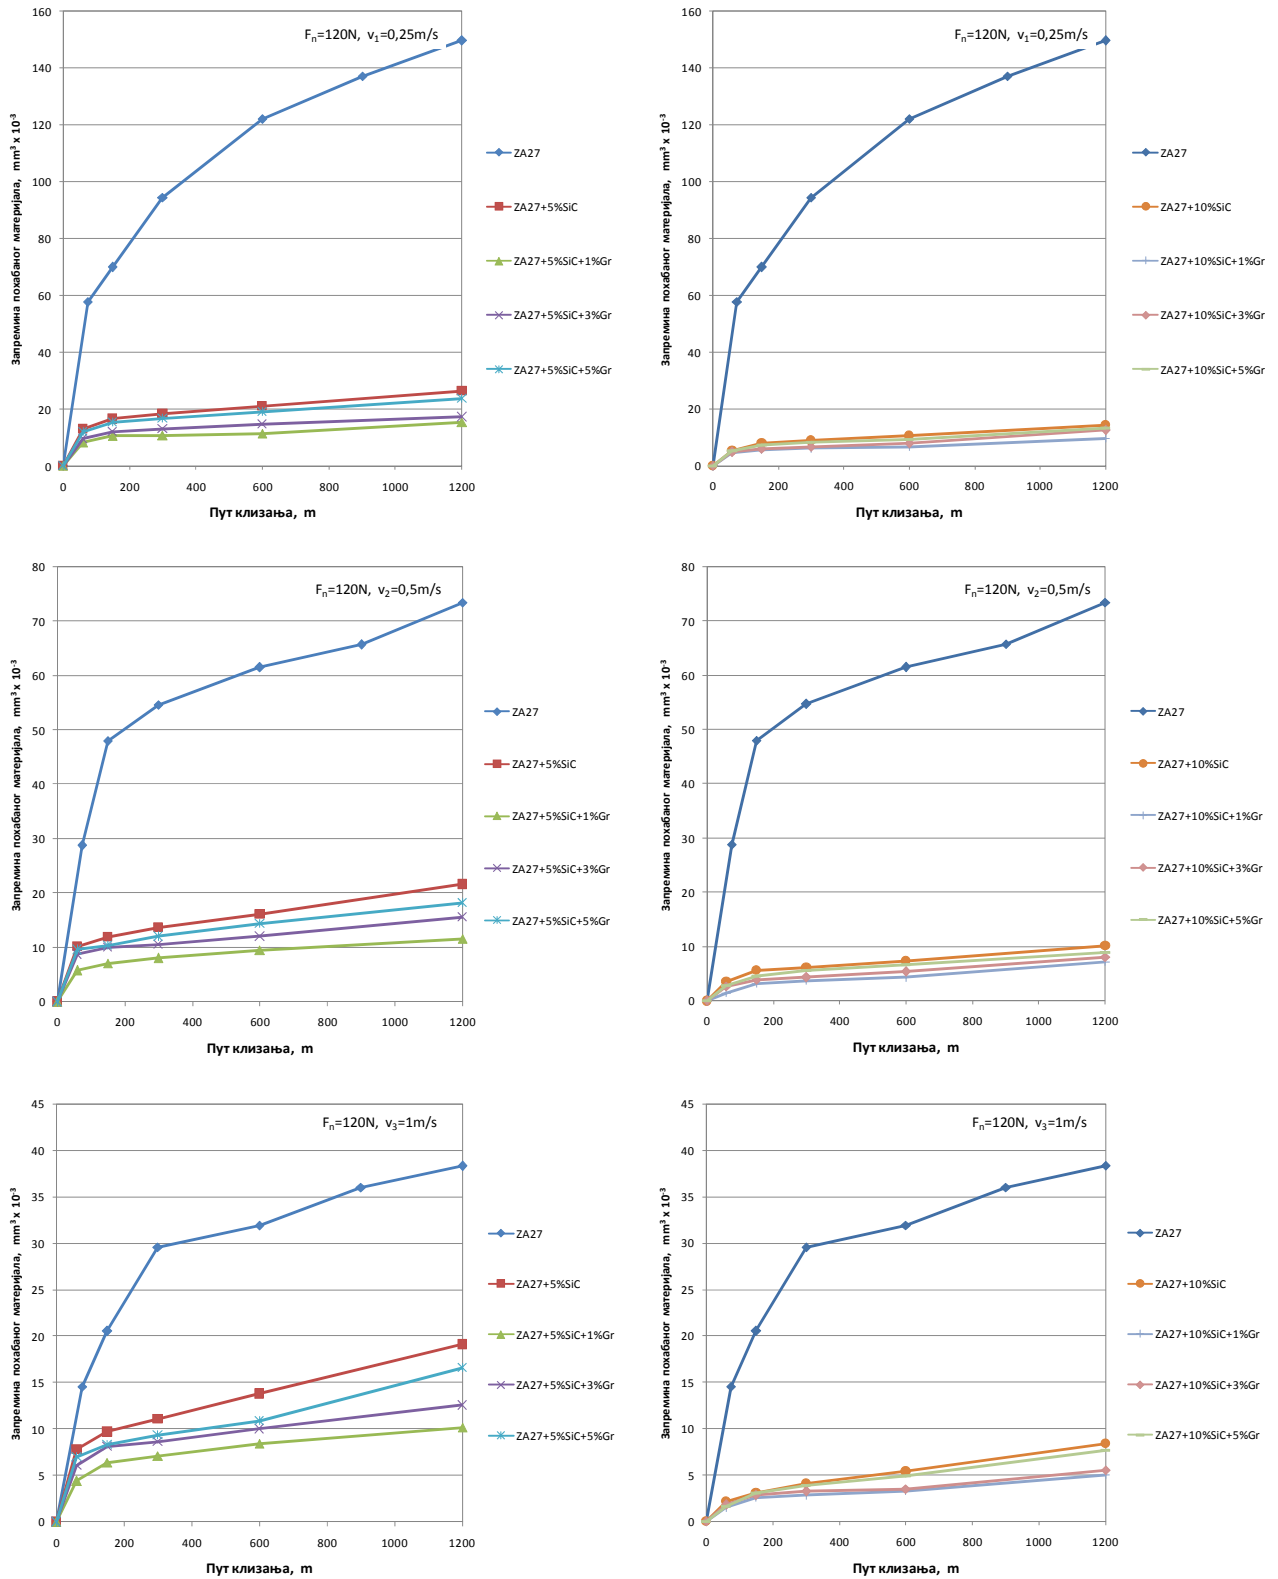 Fn=120N, v1=0,25m/s
Запремина похабаног материјала, mm³ x 10⁻³
160
140
120
100
80
60
40
20
0
0 200 400 600 800 1000 1200
Пут клизања, m
ZA27
ZA27+5%SiC
ZA27+5%SiC+1%Gr
ZA27+5%SiC+3%Gr
ZA27+5%SiC+5%Gr
Fn=120N, v1=0,25m/s
Запремина похабаног материјала, mm³ x 10⁻³
160
140
120
100
80
60
40
20
0
0 200 400 600 800 1000 1200
Пут клизања, m
ZA27
ZA27+10%SiC
ZA27+10%SiC+1%Gr
ZA27+10%SiC+3%Gr
ZA27+10%SiC+5%Gr
Fn=120N, v2=0,5m/s
Запремина похабаног материјала, mm³ x 10⁻³
80
70
60
50
40
30
20
10
0
0 200 400 600 800 1000 1200
Пут клизања, m
ZA27
ZA27+5%SiC
ZA27+5%SiC+1%Gr
ZA27+5%SiC+3%Gr
ZA27+5%SiC+5%Gr
Fn=120N, v2=0,5m/s
Запремина похабаног материјала, mm³ x 10⁻³
80
70
60
50
40
30
20
10
0
0 200 400 600 800 1000 1200
Пут клизања, m
ZA27
ZA27+10%SiC
ZA27+10%SiC+1%Gr
ZA27+10%SiC+3%Gr
ZA27+10%SiC+5%Gr
Fn=120N, v3=1m/s
Запремина похабаног материјала, mm³ x 10⁻³
45
40
35
30
25
20
15
10
5
0
0 200 400 600 800 1000 1200
Пут клизања, m
ZA27
ZA27+5%SiC
ZA27+5%SiC+1%Gr
ZA27+5%SiC+3%Gr
ZA27+5%SiC+5%Gr
Fn=120N, v3=1m/s
Запремина похабаног материјала, mm³ x 10⁻³
45
40
35
30
25
20
15
10
5
0
0 200 400 600 800 1000 1200
Пут клизања, m
ZA27
ZA27+10%SiC
ZA27+10%SiC+1%Gr
ZA27+10%SiC+3%Gr
ZA27+10%SiC+5%Gr